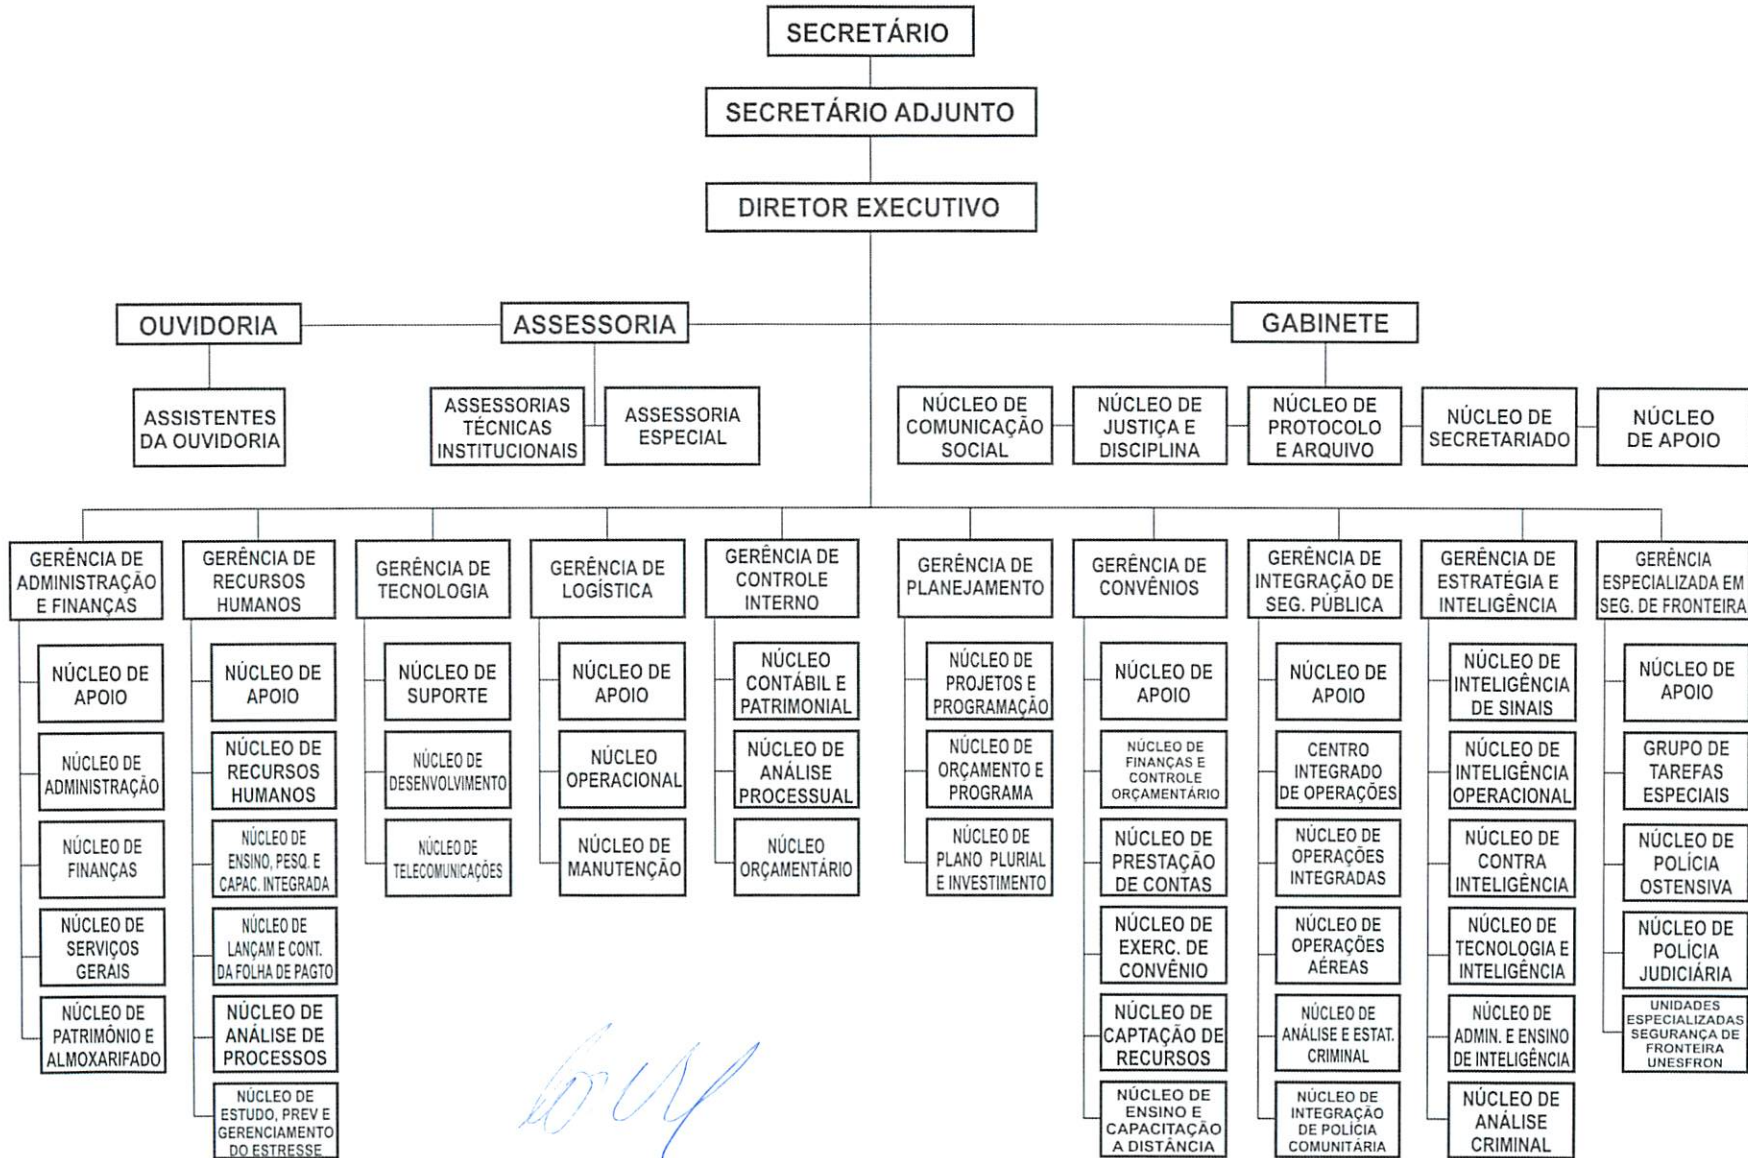 SECRETÁRIO
SECRETÁRIO ADJUNTO
DIRETOR EXECUTIVO
OUVIDORIA
ASSESSORIA
GABINETE
ASSISTENTES
DA OUVIDORIA
ASSESSORIAS
TÉCNICAS
INSTITUCIONAIS
ASSESSORIA
ESPECIAL
NÚCLEO DE
COMUNICAÇÃO
SOCIAL
NÚCLEO DE
JUSTIÇA E
DISCIPLINA
NÚCLEO DE
PROTOCOLO
E ARQUIVO
NÚCLEO DE
SECRETARIADO
NÚCLEO
DE APOIO
GERÊNCIA DE
ADMINISTRAÇÃO
E FINANÇAS
NÚCLEO DE
APOIO
NÚCLEO DE
ADMINISTRAÇÃO
NÚCLEO DE
FINANÇAS
NÚCLEO DE
SERVIÇOS
GERAIS
NÚCLEO DE
PATRIMÔNIO E
ALMOXARIFADO
GERÊNCIA DE
RECURSOS
HUMANOS
NÚCLEO DE
APOIO
NÚCLEO DE
RECURSOS
HUMANOS
NÚCLEO DE
ENSINO, PESQ. E
CAPAC. INTEGRADA
NÚCLEO DE
LANÇAM E CONT.
DA FOLHA DE PAGTO
NÚCLEO DE
ANÁLISE DE
PROCESSOS
NÚCLEO DE
ESTUDO, PREV E
GERENCIAMENTO
DO ESTRESSE
GERÊNCIA DE
TECNOLOGIA
NÚCLEO DE
SUPORTE
NÚCLEO DE
DESENVOLVIMENTO
NÚCLEO DE
TELECOMUNICAÇÕES
GERÊNCIA DE
LOGÍSTICA
NÚCLEO DE
APOIO
NÚCLEO
OPERACIONAL
NÚCLEO DE
MANUTENÇÃO
GERÊNCIA DE
CONTROLE
INTERNO
NÚCLEO
CONTÁBIL E
PATRIMONIAL
NÚCLEO DE
ANÁLISE
PROCESSUAL
NÚCLEO
ORÇAMENTÁRIO
GERÊNCIA DE
PLANEJAMENTO
NÚCLEO DE
PROJETOS E
PROGRAMAÇÃO
NÚCLEO DE
ORÇAMENTO E
PROGRAMA
NÚCLEO DE
PLANO PLURIAL
E INVESTIMENTO
GERÊNCIA DE
CONVÊNIOS
NÚCLEO DE
APOIO
NÚCLEO DE
FINANÇAS E
CONTROLE
ORÇAMENTÁRIO
NÚCLEO DE
PRESTAÇÃO
DE CONTAS
NÚCLEO DE
EXERC. DE
CONVÊNIO
NÚCLEO DE
CAPTAÇÃO DE
RECURSOS
NÚCLEO DE
ENSINO E
CAPACITAÇÃO
A DISTÂNCIA
GERÊNCIA DE
INTEGRAÇÃO DE
SEG. PÚBLICA
NÚCLEO DE
APOIO
CENTRO
INTEGRADO
DE OPERAÇÕES
NÚCLEO DE
OPERAÇÕES
INTEGRADAS
NÚCLEO DE
OPERAÇÕES
AÉREAS
NÚCLEO DE
ANÁLISE E ESTAT.
CRIMINAL
NÚCLEO DE
INTEGRAÇÃO
DE POLÍCIA
COMUNITÁRIA
GERÊNCIA DE
ESTRATÉGIA E
INTELIGÊNCIA
NÚCLEO DE
INTELIGÊNCIA
DE SINAIS
NÚCLEO DE
INTELIGÊNCIA
OPERACIONAL
NÚCLEO DE
CONTRA
INTELIGÊNCIA
NÚCLEO DE
TECNOLOGIA E
INTELIGÊNCIA
NÚCLEO DE
ADMIN. E ENSINO
DE INTELIGÊNCIA
NÚCLEO DE
ANÁLISE
CRIMINAL
GERÊNCIA
ESPECIALIZADA EM
SEG. DE FRONTEIRA
NÚCLEO DE
APOIO
GRUPO DE
TAREFAS
ESPECIAIS
NÚCLEO DE
POLÍCIA
OSTENSIVA
NÚCLEO DE
POLÍCIA
JUDICIÁRIA
UNIDADES
ESPECIALIZADAS
SEGURANÇA DE
FRONTEIRA
UNESFRON